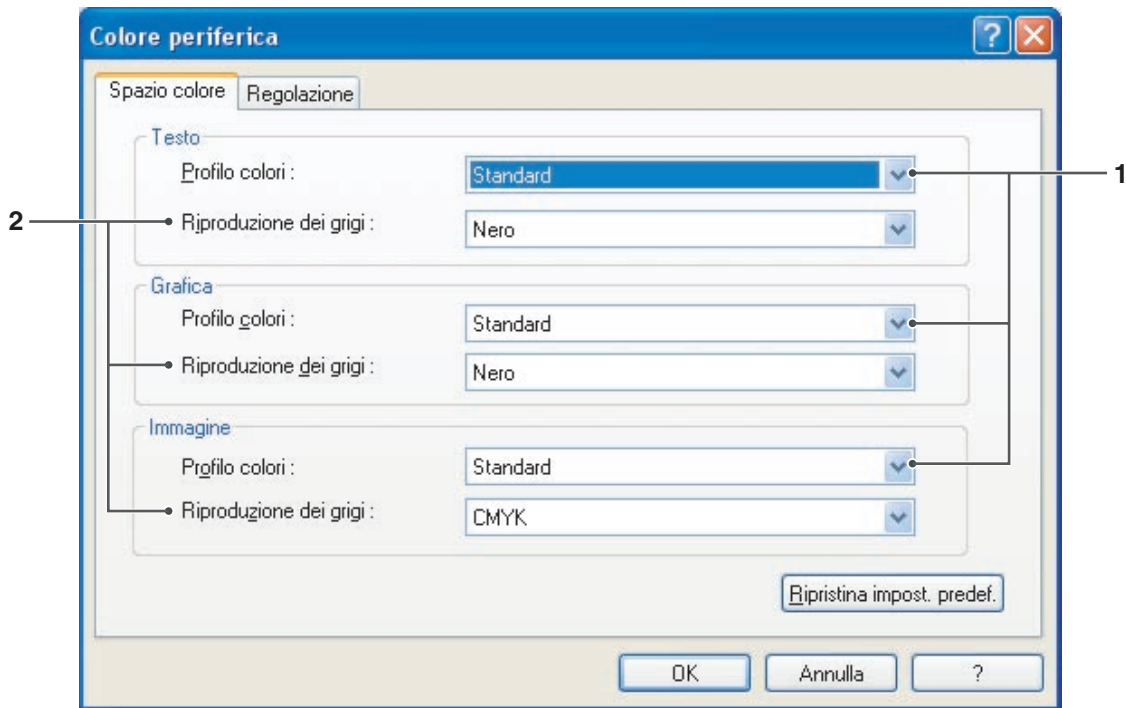 Colore periferica
?
Spazio colore
Regolazione
Testo
Profilo colori :
Standard
1
2
Riproduzione dei grigi :
Nero
Grafica
Profilo colori :
Standard
Riproduzione dei grigi :
Nero
Immagine
Profilo colori :
Standard
Riproduzione dei grigi :
CMYK
Ripristina impost. predef.
OK
Annulla
?